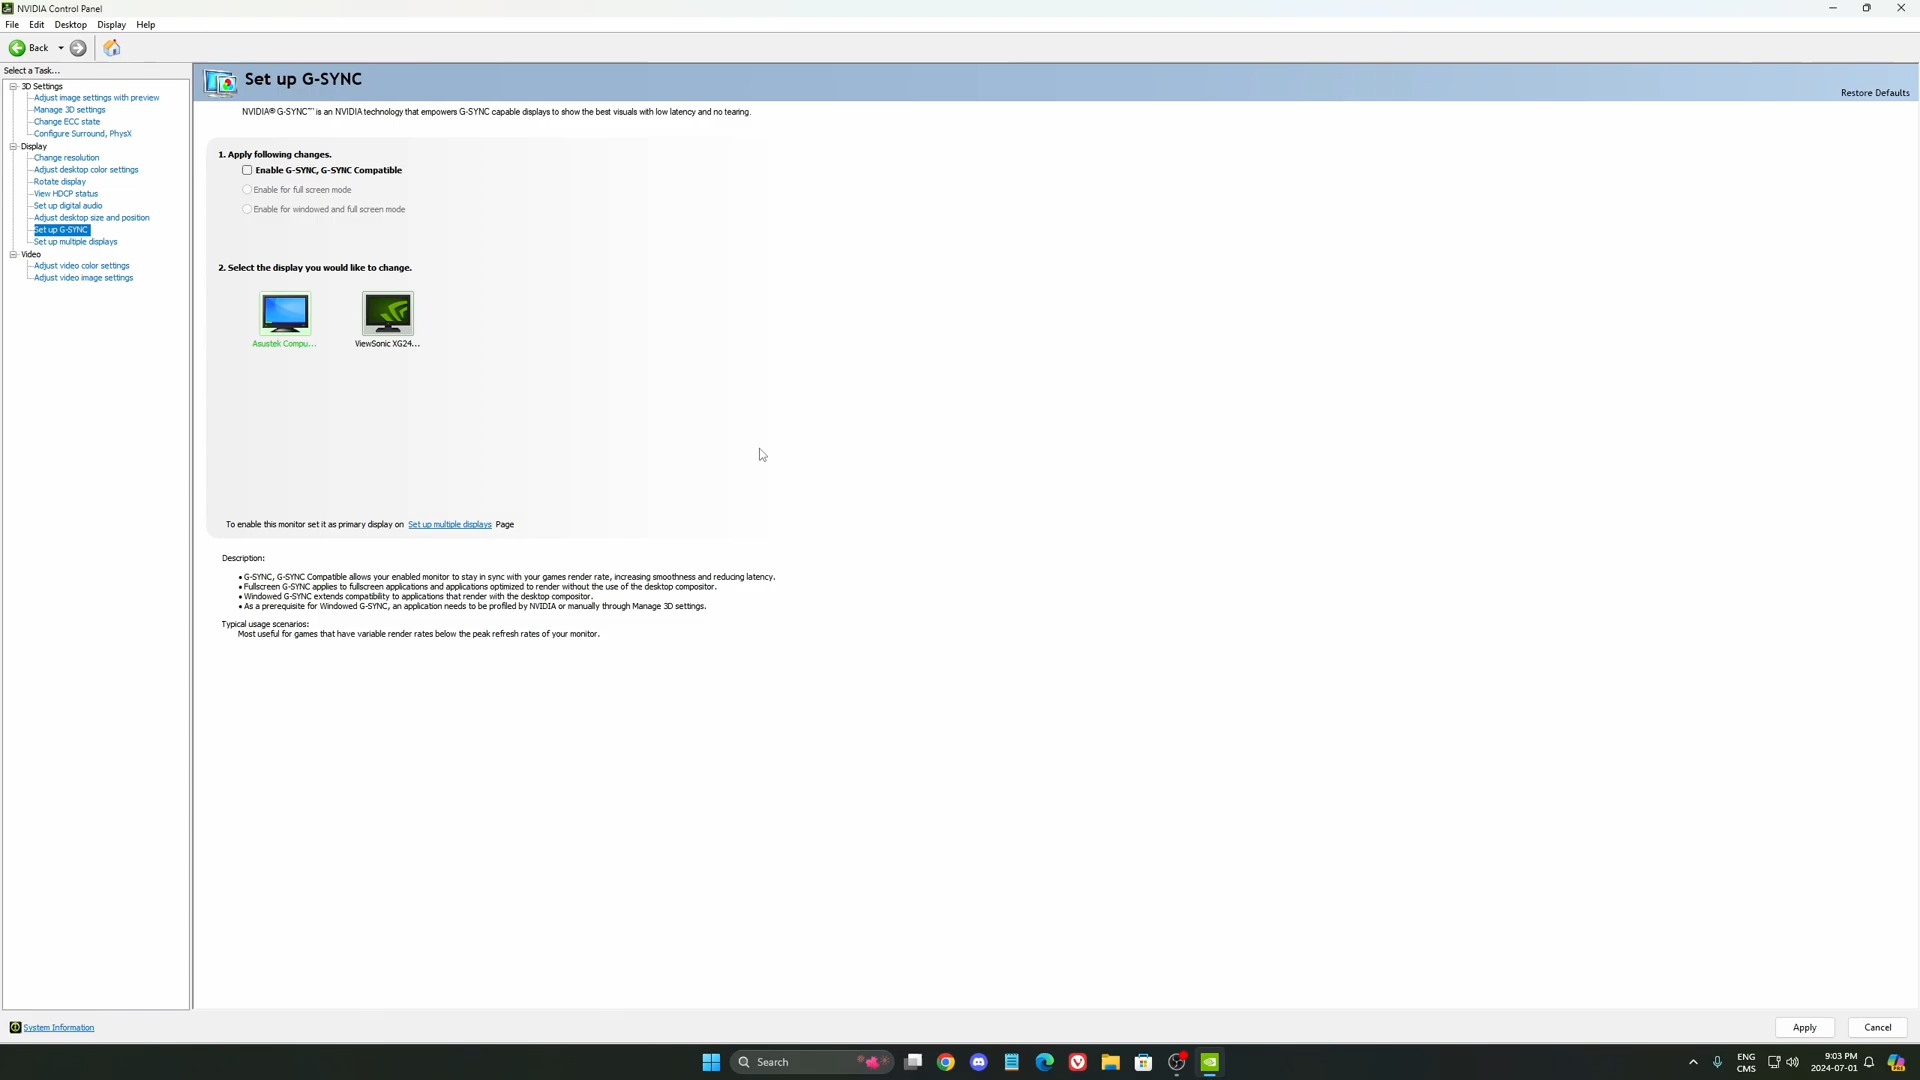 NVIDIA Control Panel
File Edit Desktop Display Help
Back
Select a Task...
3D Settings
Adjust image settings with preview
Manage 3D settings
Change ECC state
Configure Surround, PhysX
Display
Change resolution
Adjust desktop color settings
Rotate display
View HDCP status
Set up digital audio
Adjust desktop size and position
Set up G-SYNC
Set up multiple displays
Video
Adjust video color settings
Adjust video image settings
System Information
Set up G-SYNC
Restore Defaults
NVIDIA® G-SYNC™ is an NVIDIA technology that empowers G-SYNC capable displays to show the best visuals with low latency and no tearing.
1. Apply following changes.
Enable G-SYNC, G-SYNC Compatible
Enable for full screen mode
Enable for windowed and full screen mode
2. Select the display you would like to change.
Asustek Compu... ViewSonic XG24...
To enable this monitor set it as primary display on Set up multiple displays Page
Description:
• G-SYNC, G-SYNC Compatible allows your enabled monitor to stay in sync with your games render rate, increasing smoothness and reducing latency.
• Fullscreen G-SYNC applies to fullscreen applications and applications optimized to render without the use of the desktop compositor.
• Windowed G-SYNC extends compatibility to applications that render with the desktop compositor.
• As a prerequisite for Windowed G-SYNC, an application needs to be profiled by NVIDIA or manually through Manage 3D settings.
Typical usage scenarios:
Most useful for games that have variable render rates below the peak refresh rates of your monitor.
Apply Cancel
Search
ENG
CMS
9:03 PM
2024-07-01